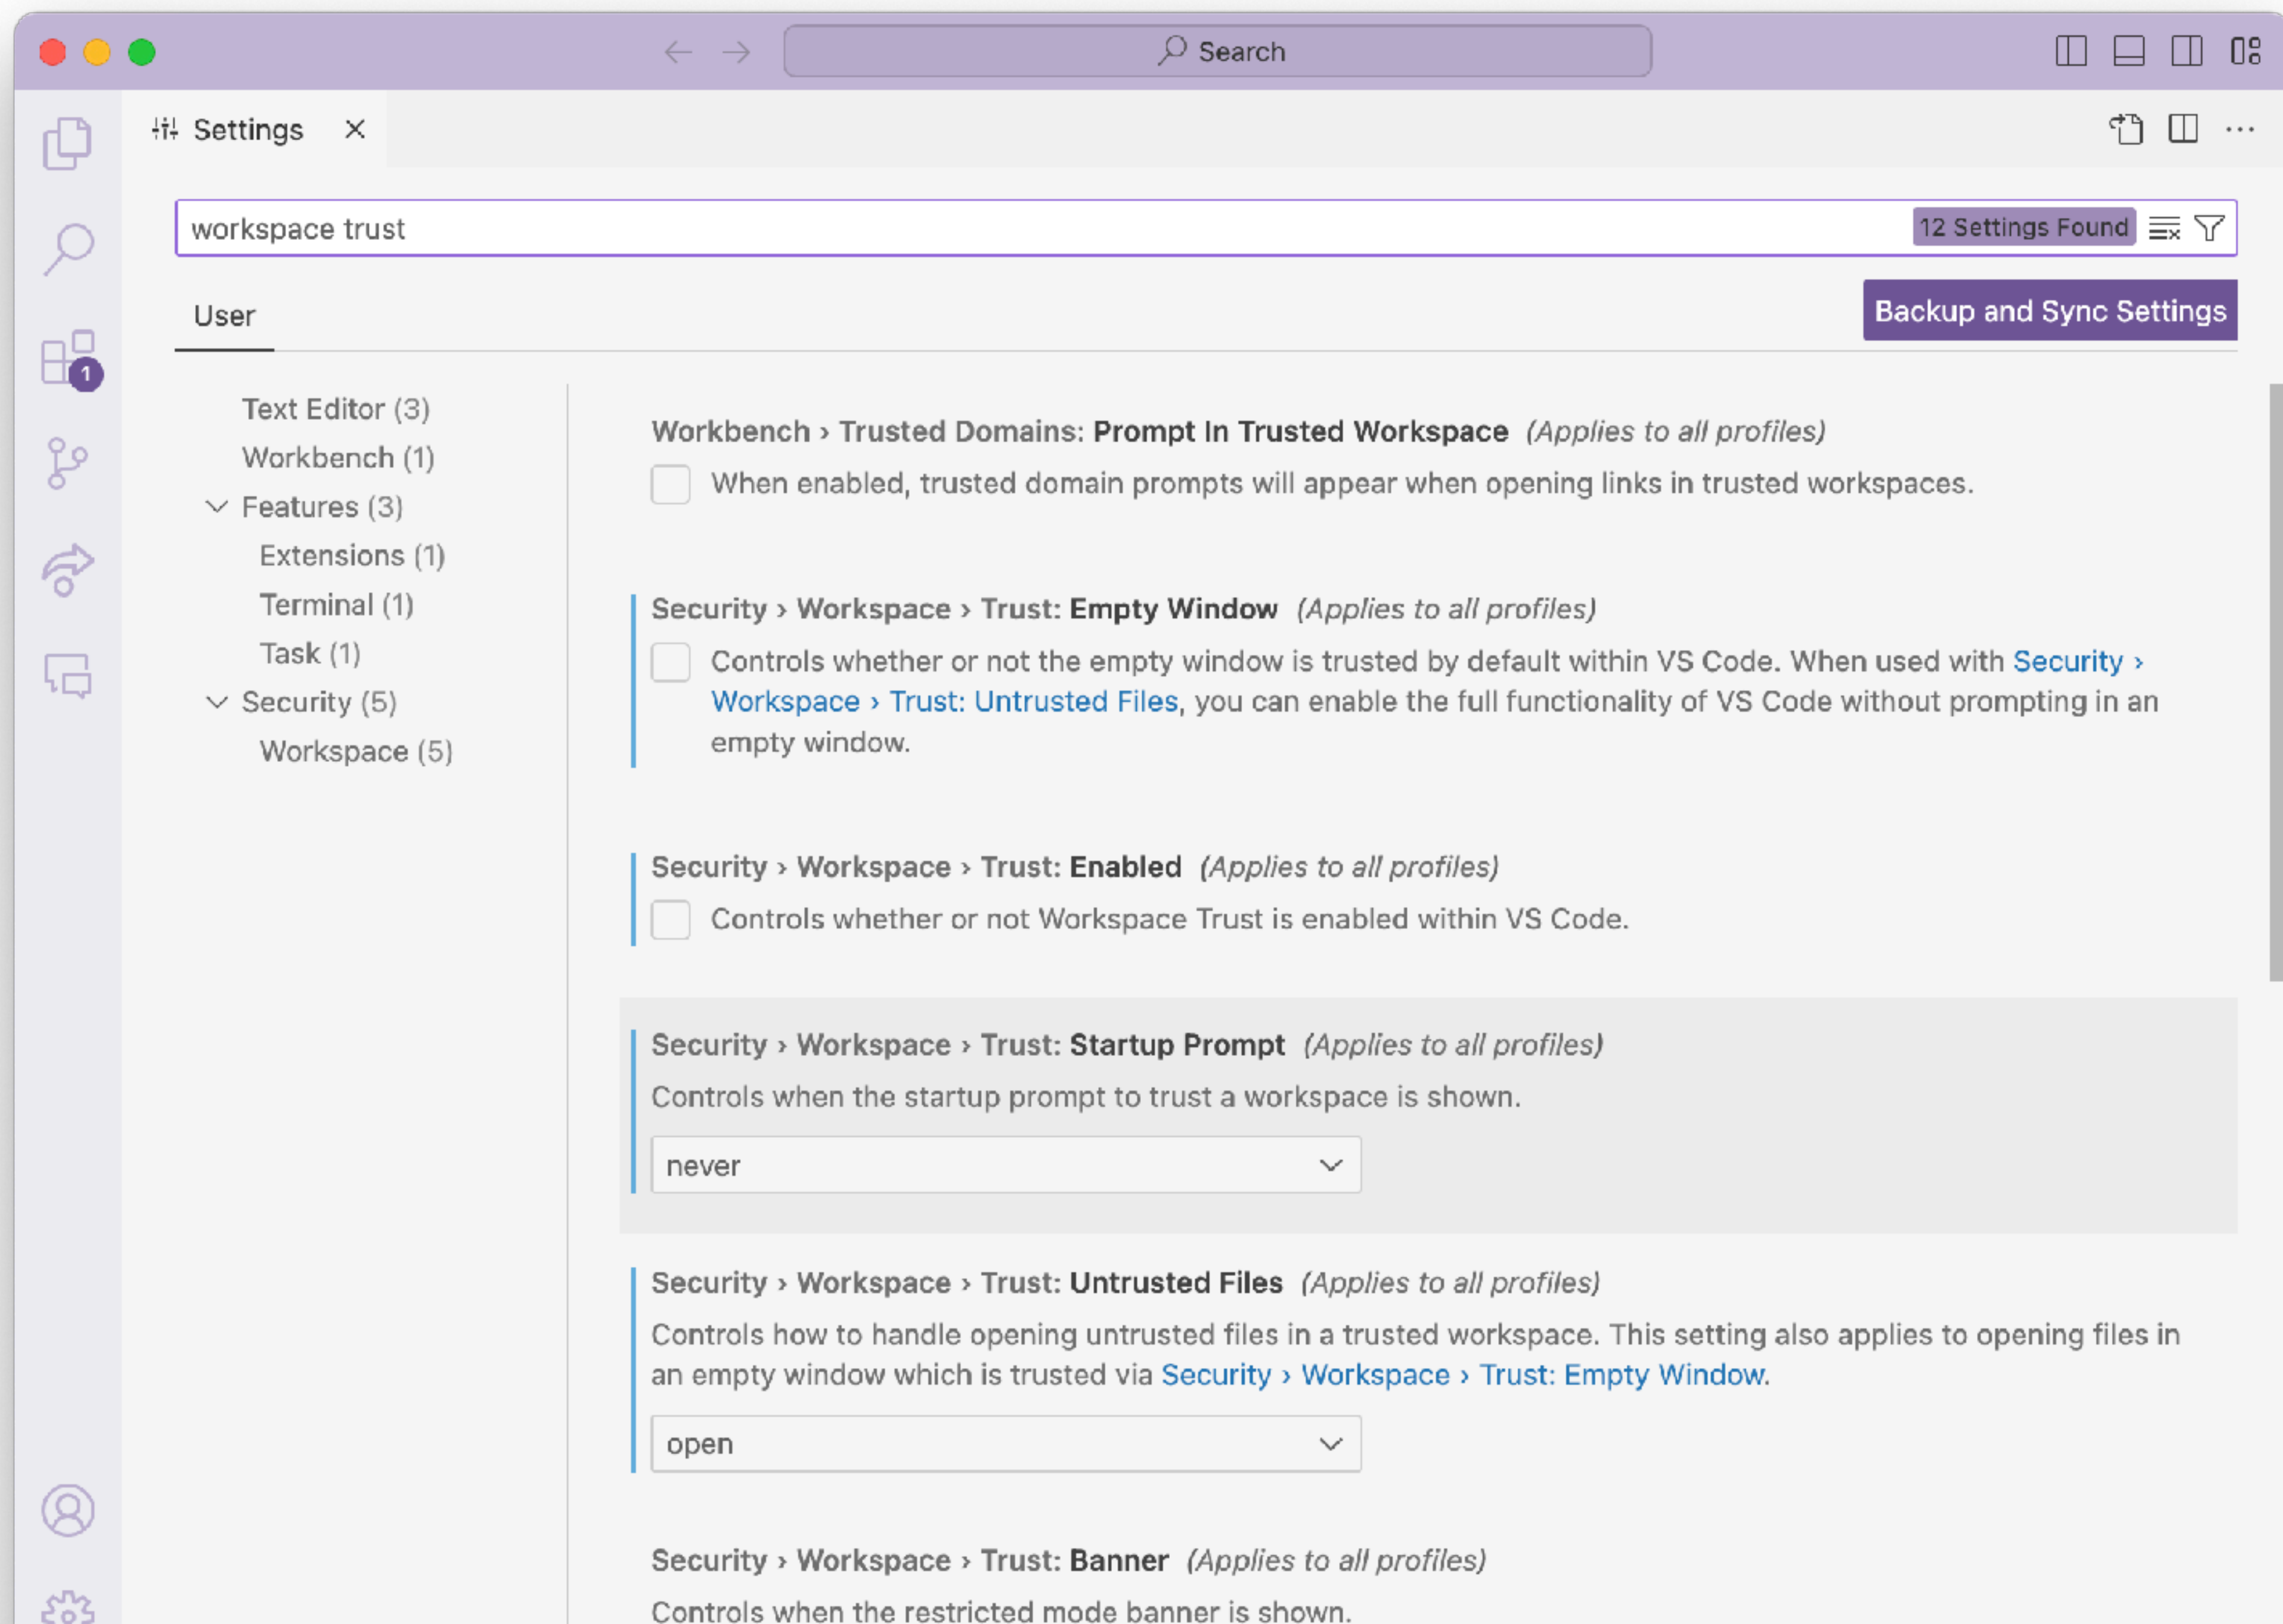 Search
Settings
workspace trust
12 Settings Found
User
Backup and Sync Settings
1
Text Editor (3)
Workbench (1)
Features (3)
Extensions (1)
Terminal (1)
Task (1)
Security (5)
Workspace (5)
Workbench › Trusted Domains: Prompt In Trusted Workspace (Applies to all profiles)
When enabled, trusted domain prompts will appear when opening links in trusted workspaces.
Security › Workspace › Trust: Empty Window (Applies to all profiles)
Controls whether or not the empty window is trusted by default within VS Code. When used with Security ›
Workspace › Trust: Untrusted Files, you can enable the full functionality of VS Code without prompting in an
empty window.
Security › Workspace › Trust: Enabled (Applies to all profiles)
Controls whether or not Workspace Trust is enabled within VS Code.
Security › Workspace › Trust: Startup Prompt (Applies to all profiles)
Controls when the startup prompt to trust a workspace is shown.
never
Security › Workspace › Trust: Untrusted Files (Applies to all profiles)
Controls how to handle opening untrusted files in a trusted workspace. This setting also applies to opening files in
an empty window which is trusted via Security › Workspace › Trust: Empty Window.
open
Security › Workspace › Trust: Banner (Applies to all profiles)
Controls when the restricted mode banner is shown.